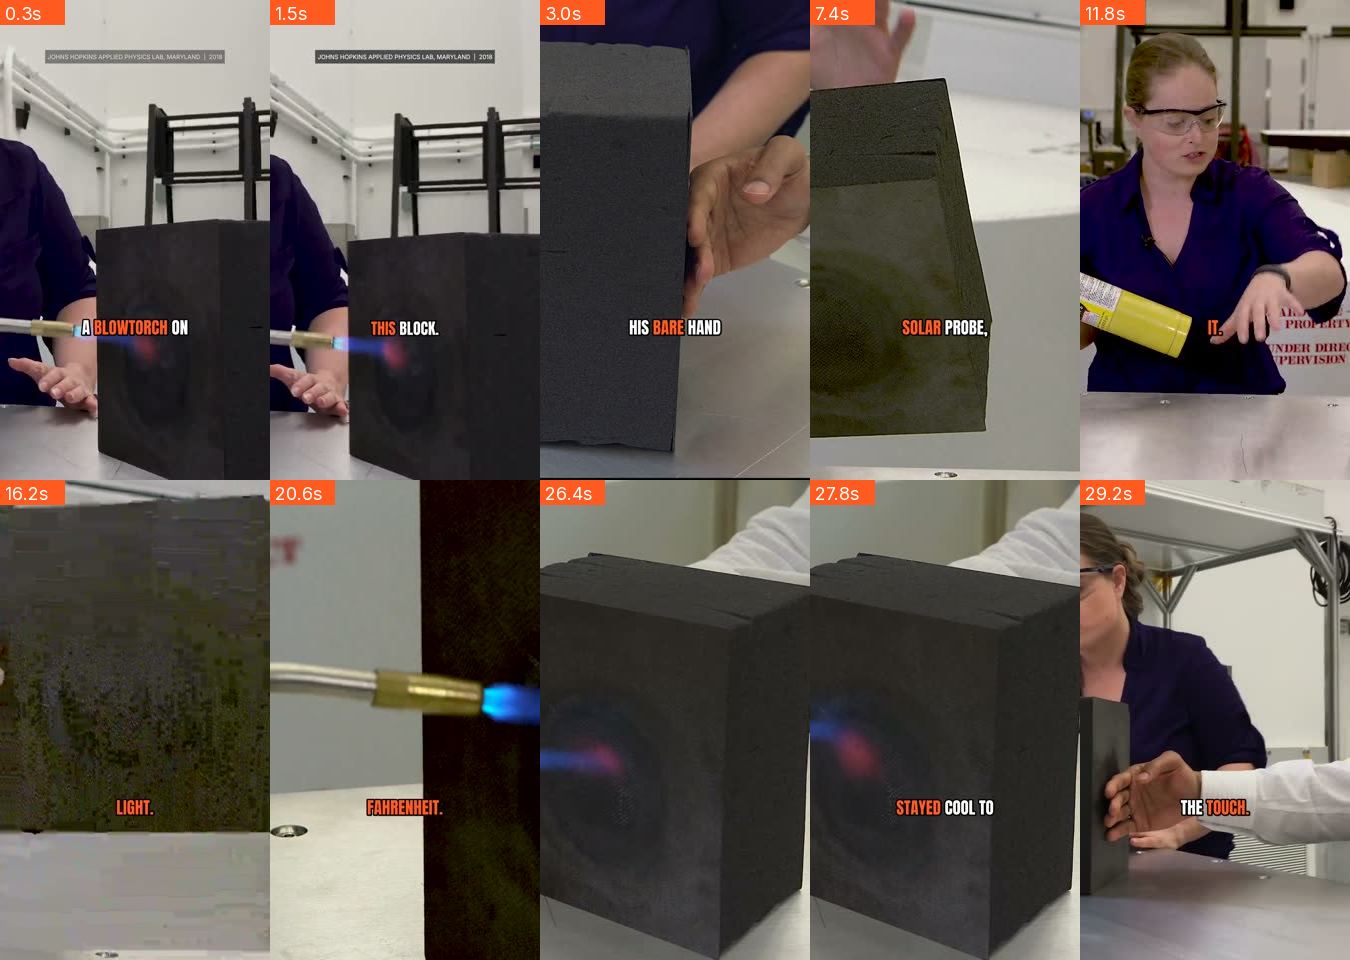 0.3s
JOHNS HOPKINS APPLIED PHYSICS LAB, MARYLAND | 2018
A BLOWTORCH ON
1.5s
JOHNS HOPKINS APPLIED PHYSICS LAB, MARYLAND | 2018
THIS BLOCK.
3.0s
HIS BARE HAND
7.4s
SOLAR PROBE,
11.8s
IT.
PROPERTY
UNDER DIREC
UPERVISION
16.2s
LIGHT.
20.6s
FAHRENHEIT.
26.4s
27.8s
STAYED COOL TO
29.2s
THE TOUCH.